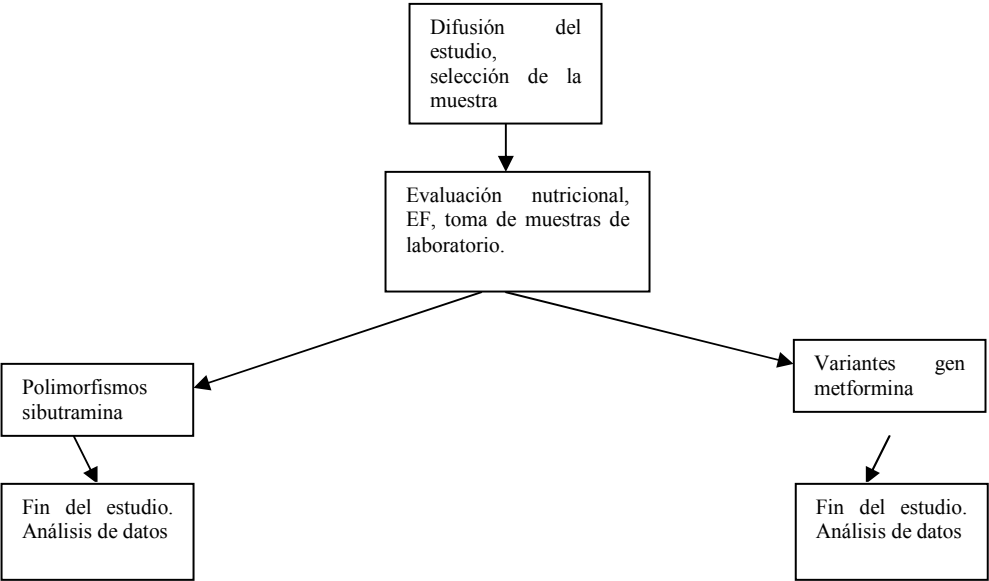 Difusión del
estudio,
selección de la
muestra
Evaluación nutricional,
EF, toma de muestras de
laboratorio.
Polimorfismos
sibutramina
Variantes gen
metformina
Fin del estudio.
Análisis de datos
Fin del estudio.
Análisis de datos